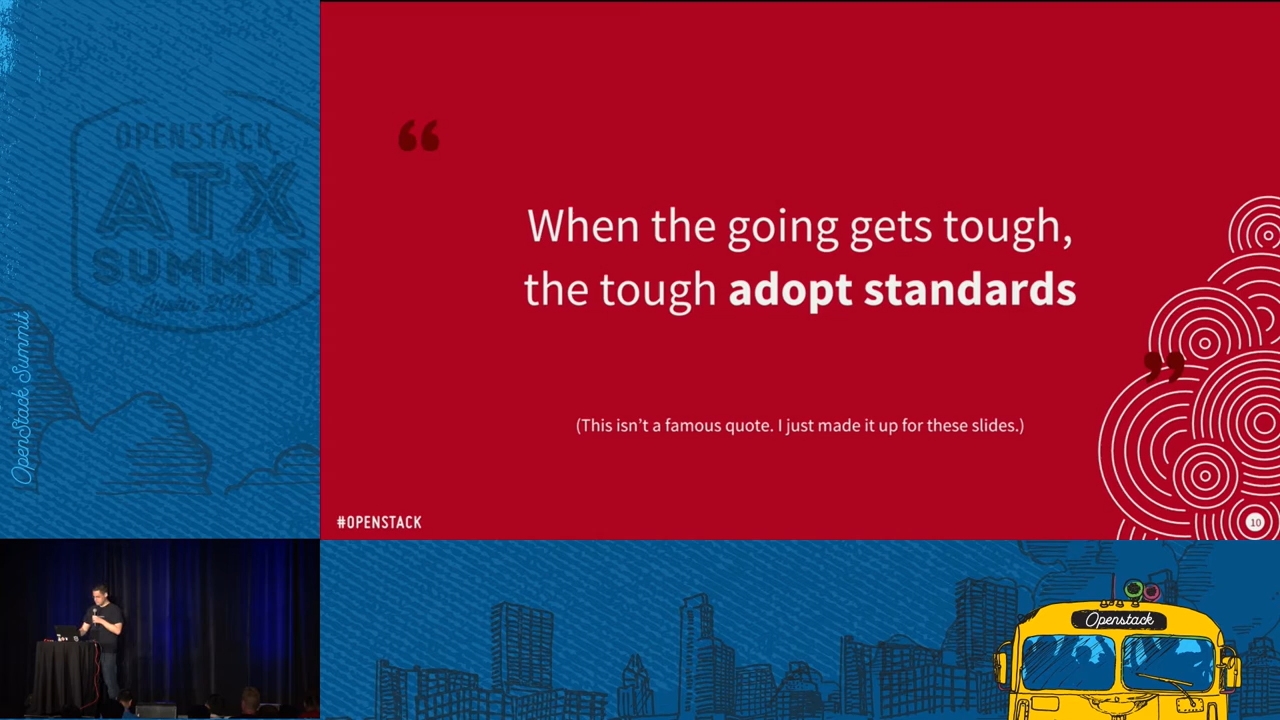 OPENSTACK
ATX
SUMMIT
OpenStack Summit
“
When the going gets tough,
the tough adopt standards
”
(This isn’t a famous quote. I just made it up for these slides.)
#OPENSTACK
10
Openstack